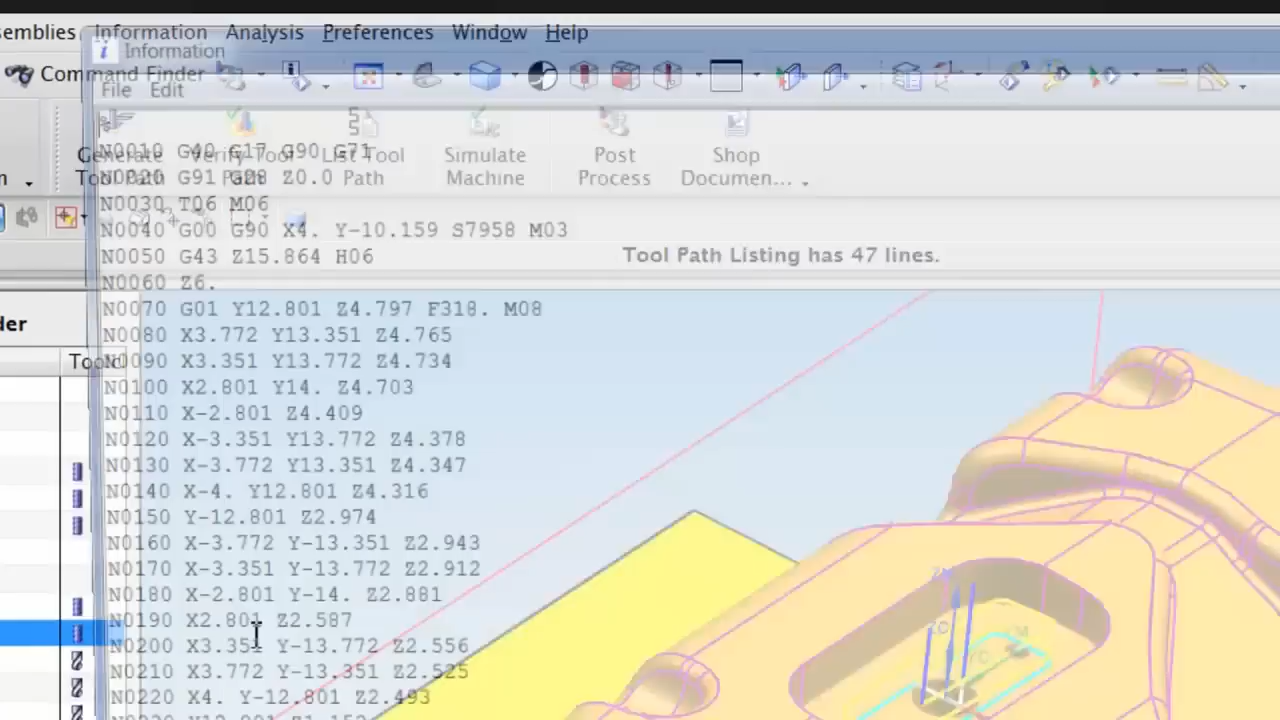 semblies Information Analysis Preferences Window Help
Information
Command Finder
File Edit
Generate Tool Path Verify Tool Path List Tool Path Simulate Machine Post Process Shop Documen...
Tool Path Listing has 47 lines.
N0010 G40 G17 G90 G71
N0020 G91 G28 Z0.0
N0030 T06 M06
N0040 G00 G90 X4. Y-10.159 S7958 M03
N0050 G43 Z15.864 H06
N0060 Z6.
N0070 G01 Y12.801 Z4.797 F318. M08
N0080 X3.772 Y13.351 Z4.765
N0090 X3.351 Y13.772 Z4.734
N0100 X2.801 Y14. Z4.703
N0110 X-2.801 Z4.409
N0120 X-3.351 Y13.772 Z4.378
N0130 X-3.772 Y13.351 Z4.347
N0140 X-4. Y12.801 Z4.316
N0150 Y-12.801 Z2.974
N0160 X-3.772 Y-13.351 Z2.943
N0170 X-3.351 Y-13.772 Z2.912
N0180 X-2.801 Y-14. Z2.881
N0190 X2.801 Z2.587
N0200 X3.351 Y-13.772 Z2.556
N0210 X3.772 Y-13.351 Z2.525
N0220 X4. Y-12.801 Z2.493
der